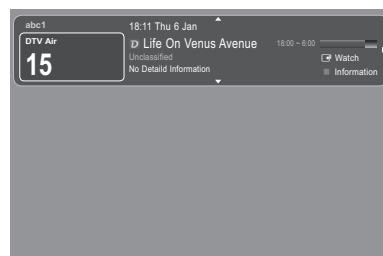 abc1
18:11 Thu 6 Jan
DTV Air
15
D Life On Venus Avenue 18:00 ~ 6:00
Unclassified
No Detaild Information
Watch
Information